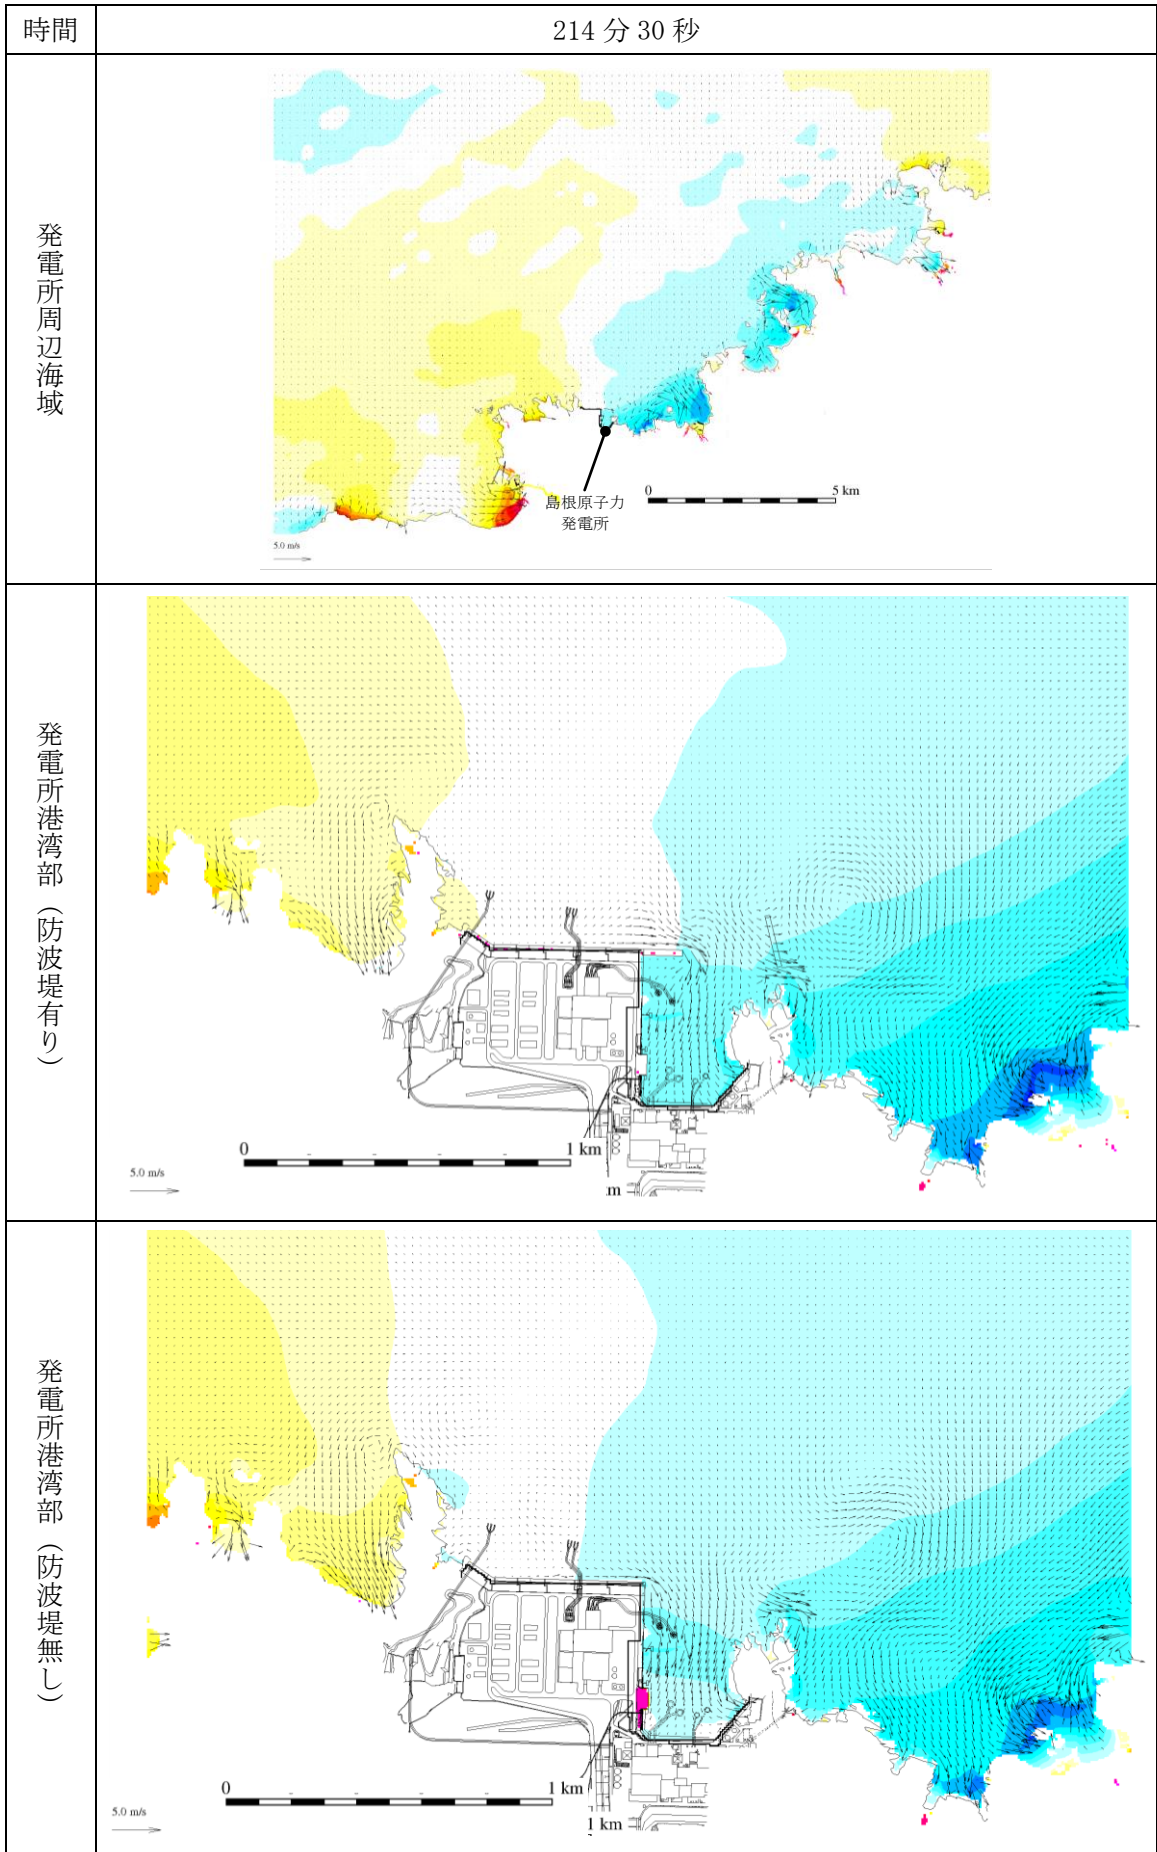 時間
214 分 30 秒
発電所周辺海域
島根原子力
発電所
0
5 km
5.0 m/s
発電所港湾部（防波堤有り）
0
1 km
5.0 m/s
.m
発電所港湾部（防波堤無し）
0
1 km
5.0 m/s
1 km